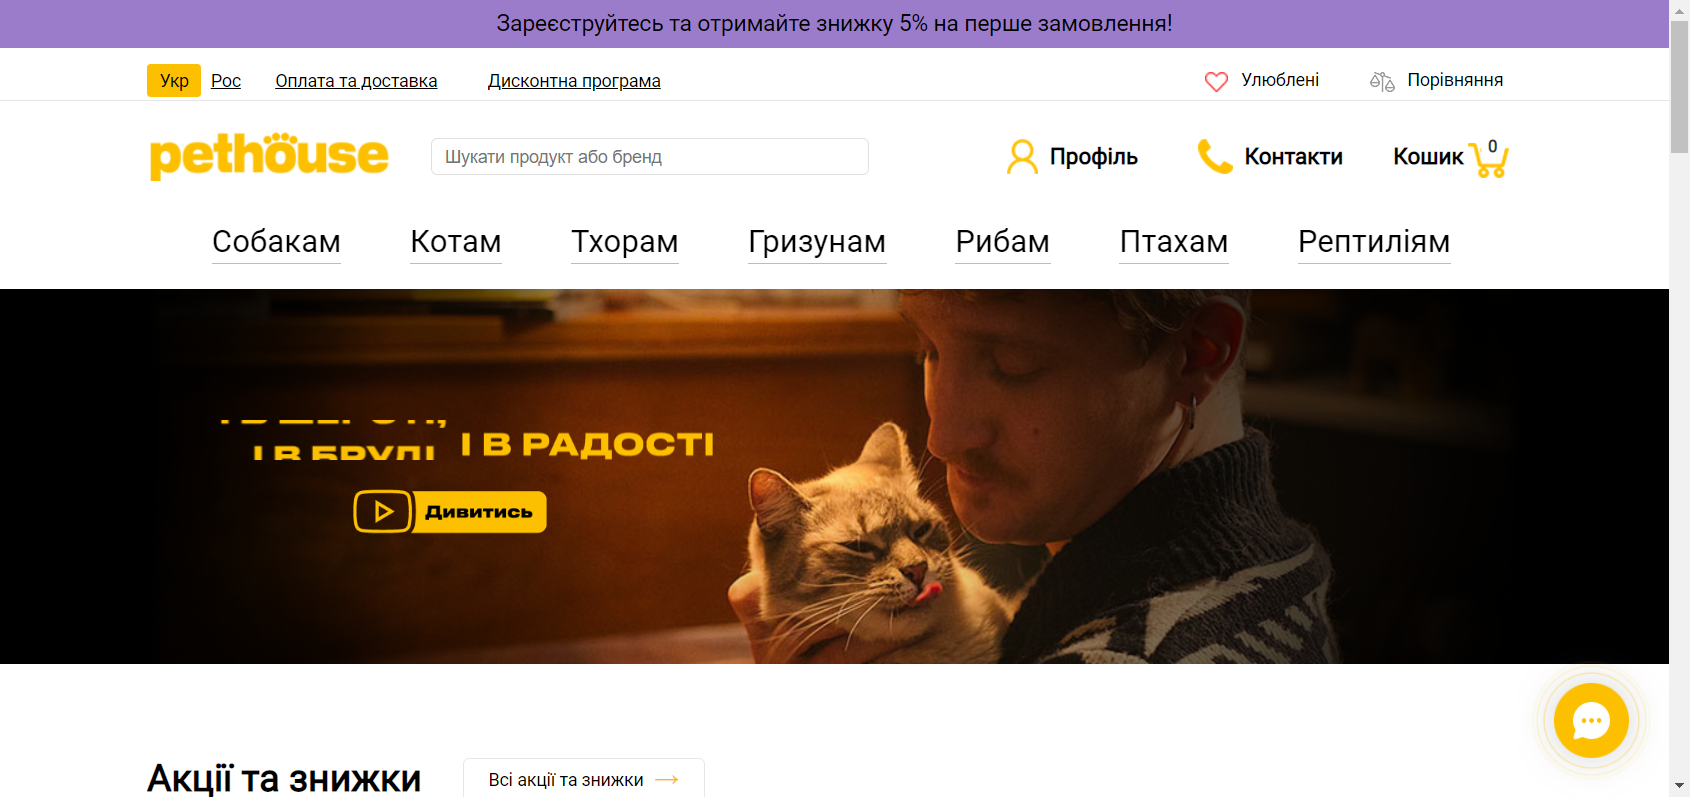 Зареєструйтесь та отримайте знижку 5% на перше замовлення!
Укр Рос Оплата та доставка Дисконтна програма Улюблені Порівняння
pethouse Шукати продукт або бренд Профіль Контакти Кошик 0
Собакам Котам Тхорам Гризунам Рибам Птахам Рептиліям
І В РАДОСТІ
Дивитись
Акції та знижки Всі акції та знижки